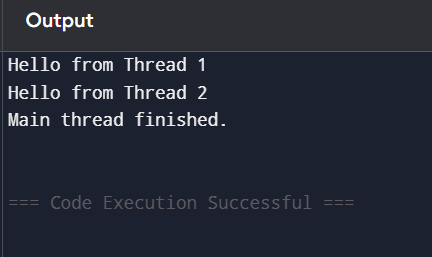 Output
Hello from Thread 1
Hello from Thread 2
Main thread finished.
=== Code Execution Successful ===